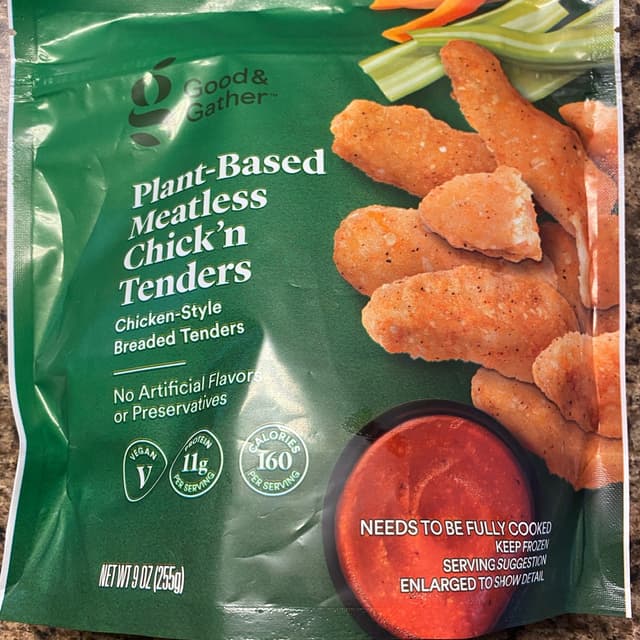 Good&
Gather™
Plant-Based
Meatless
Chick'n
Tenders
Chicken-Style
Breaded Tenders
No Artificial Flavors
or Preservatives
VEGAN
V
PROTEIN
11g
PER SERVING
CALORIES
160
PER SERVING
NEEDS TO BE FULLY COOKED
KEEP FROZEN
SERVING SUGGESTION
ENLARGED TO SHOW DETAIL
NET WT 9 OZ (255g)